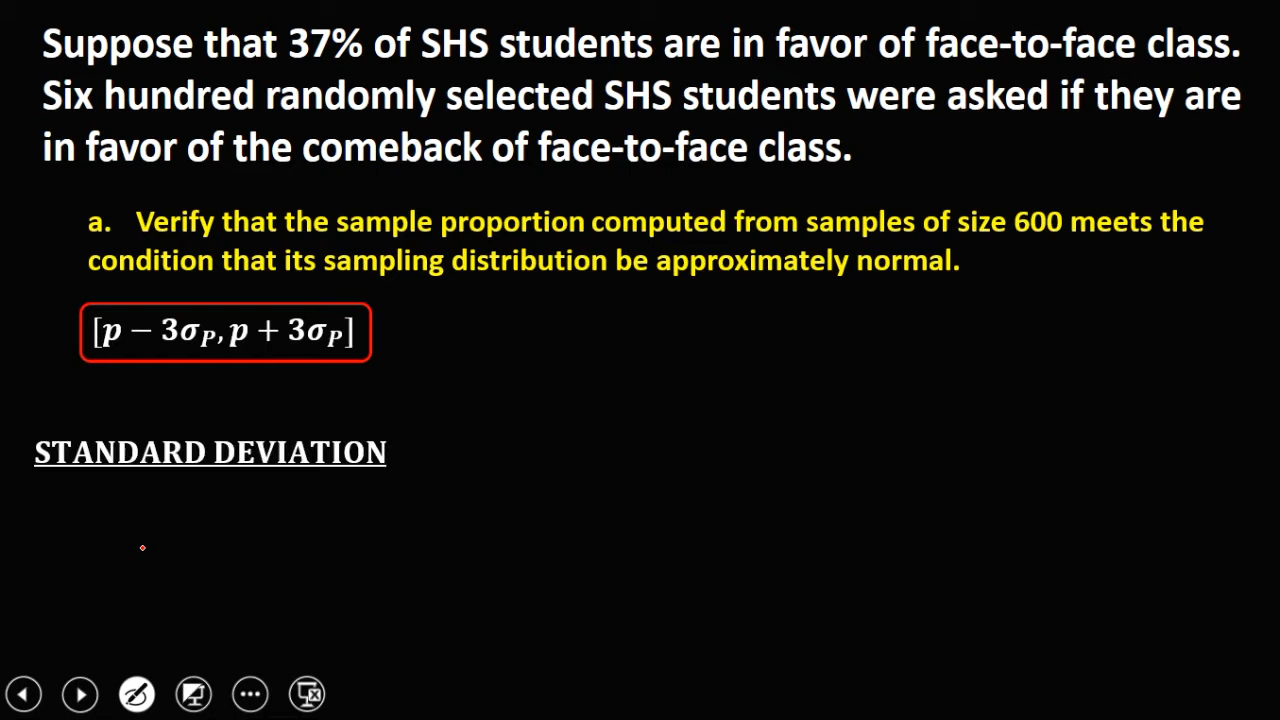 Suppose that 37% of SHS students are in favor of face-to-face class.
Six hundred randomly selected SHS students were asked if they are
in favor of the comeback of face-to-face class.
a. Verify that the sample proportion computed from samples of size 600 meets the
condition that its sampling distribution be approximately normal.
[p − 3σ_P, p + 3σ_P]
STANDARD DEVIATION